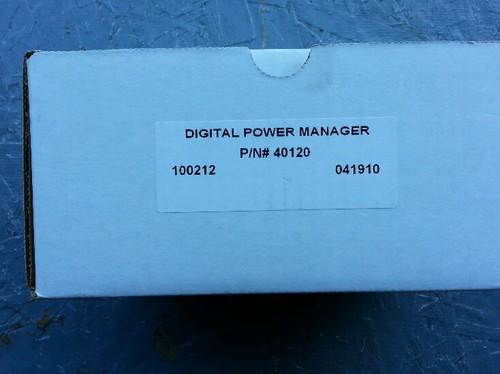 DIGITAL POWER MANAGER
P/N# 40120
100212 041910